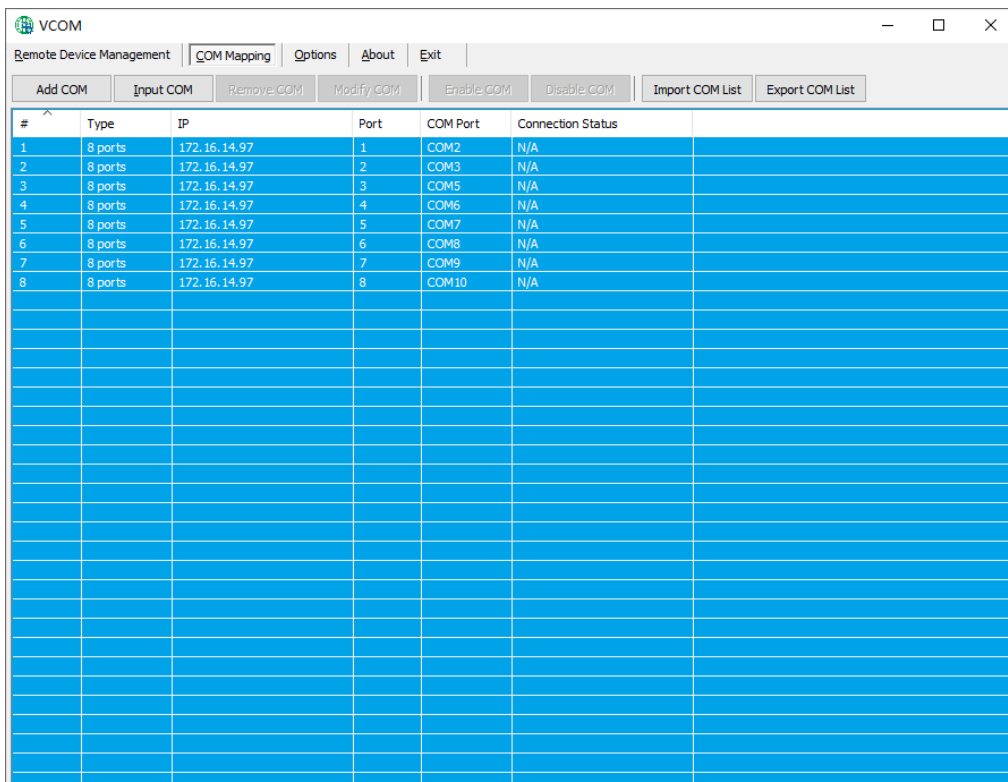 VCOM
Remote Device Management COM Mapping Options About Exit
Add COM Input COM Remove COM Modify COM Enable COM Disable COM Import COM List Export COM List
# Type IP Port COM Port Connection Status
1 8 ports 172.16.14.97 1 COM2 N/A
2 8 ports 172.16.14.97 2 COM3 N/A
3 8 ports 172.16.14.97 3 COM5 N/A
4 8 ports 172.16.14.97 4 COM6 N/A
5 8 ports 172.16.14.97 5 COM7 N/A
6 8 ports 172.16.14.97 6 COM8 N/A
7 8 ports 172.16.14.97 7 COM9 N/A
8 8 ports 172.16.14.97 8 COM10 N/A